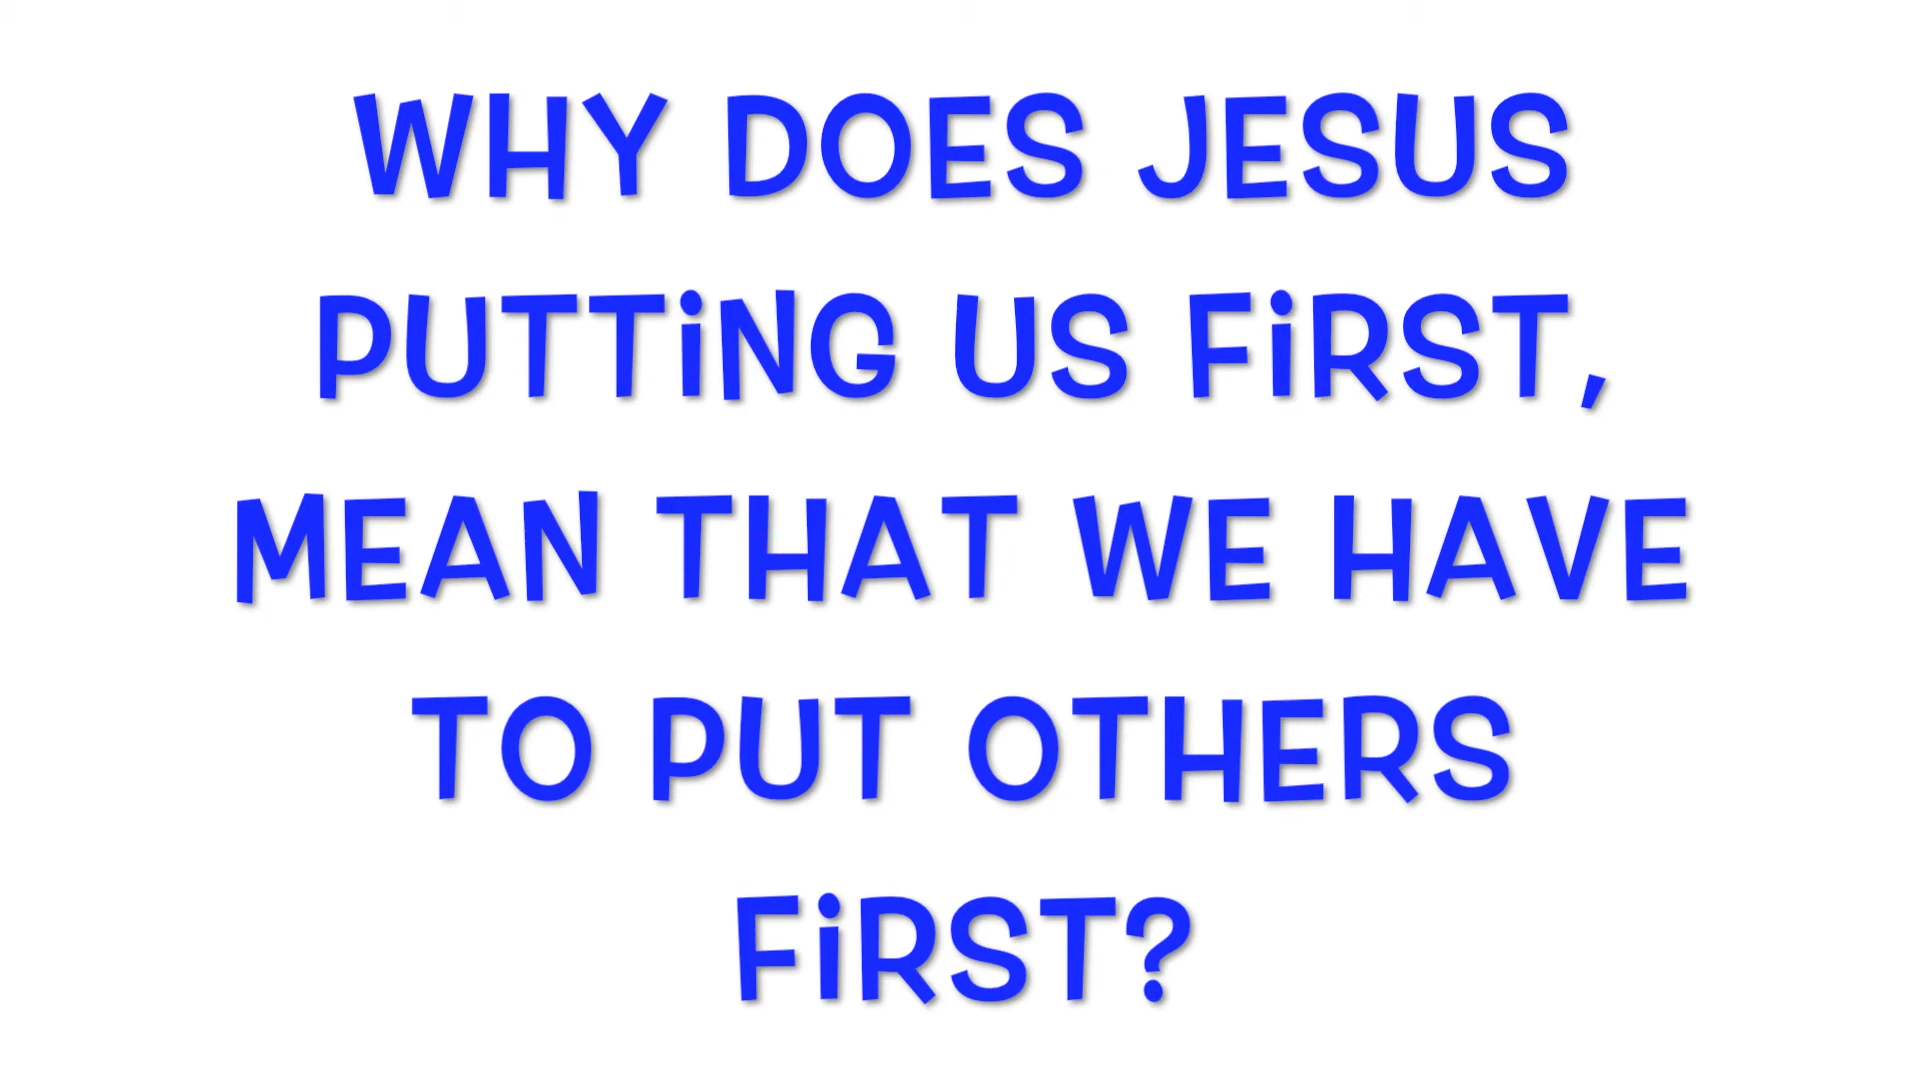 WHY DOES JESUS
PUTTiNG US FiRST,
MEAN THAT WE HAVE
TO PUT OTHERS
FiRST?